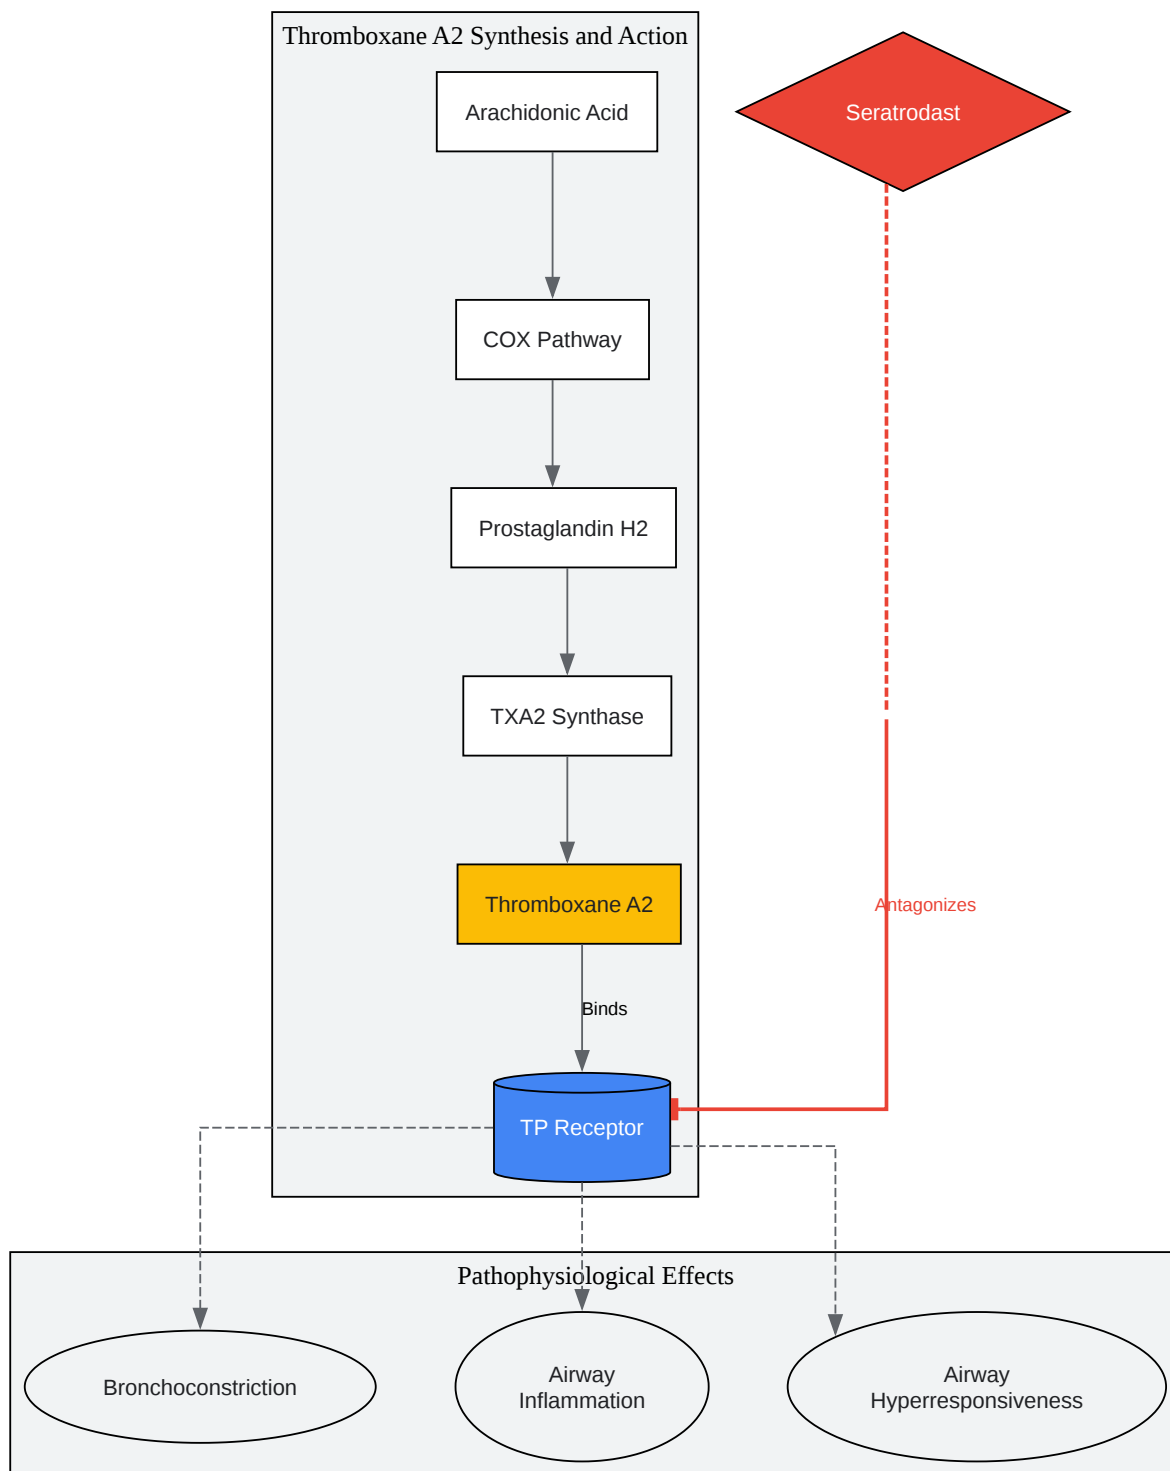 Thromboxane A2 Synthesis and Action
Arachidonic Acid
Seratrodast
COX Pathway
Prostaglandin H2
TXA2 Synthase
Thromboxane A2
Antagonizes
Binds
TP Receptor
Pathophysiological Effects
Bronchoconstriction
Airway
Inflammation
Airway
Hyperresponsiveness